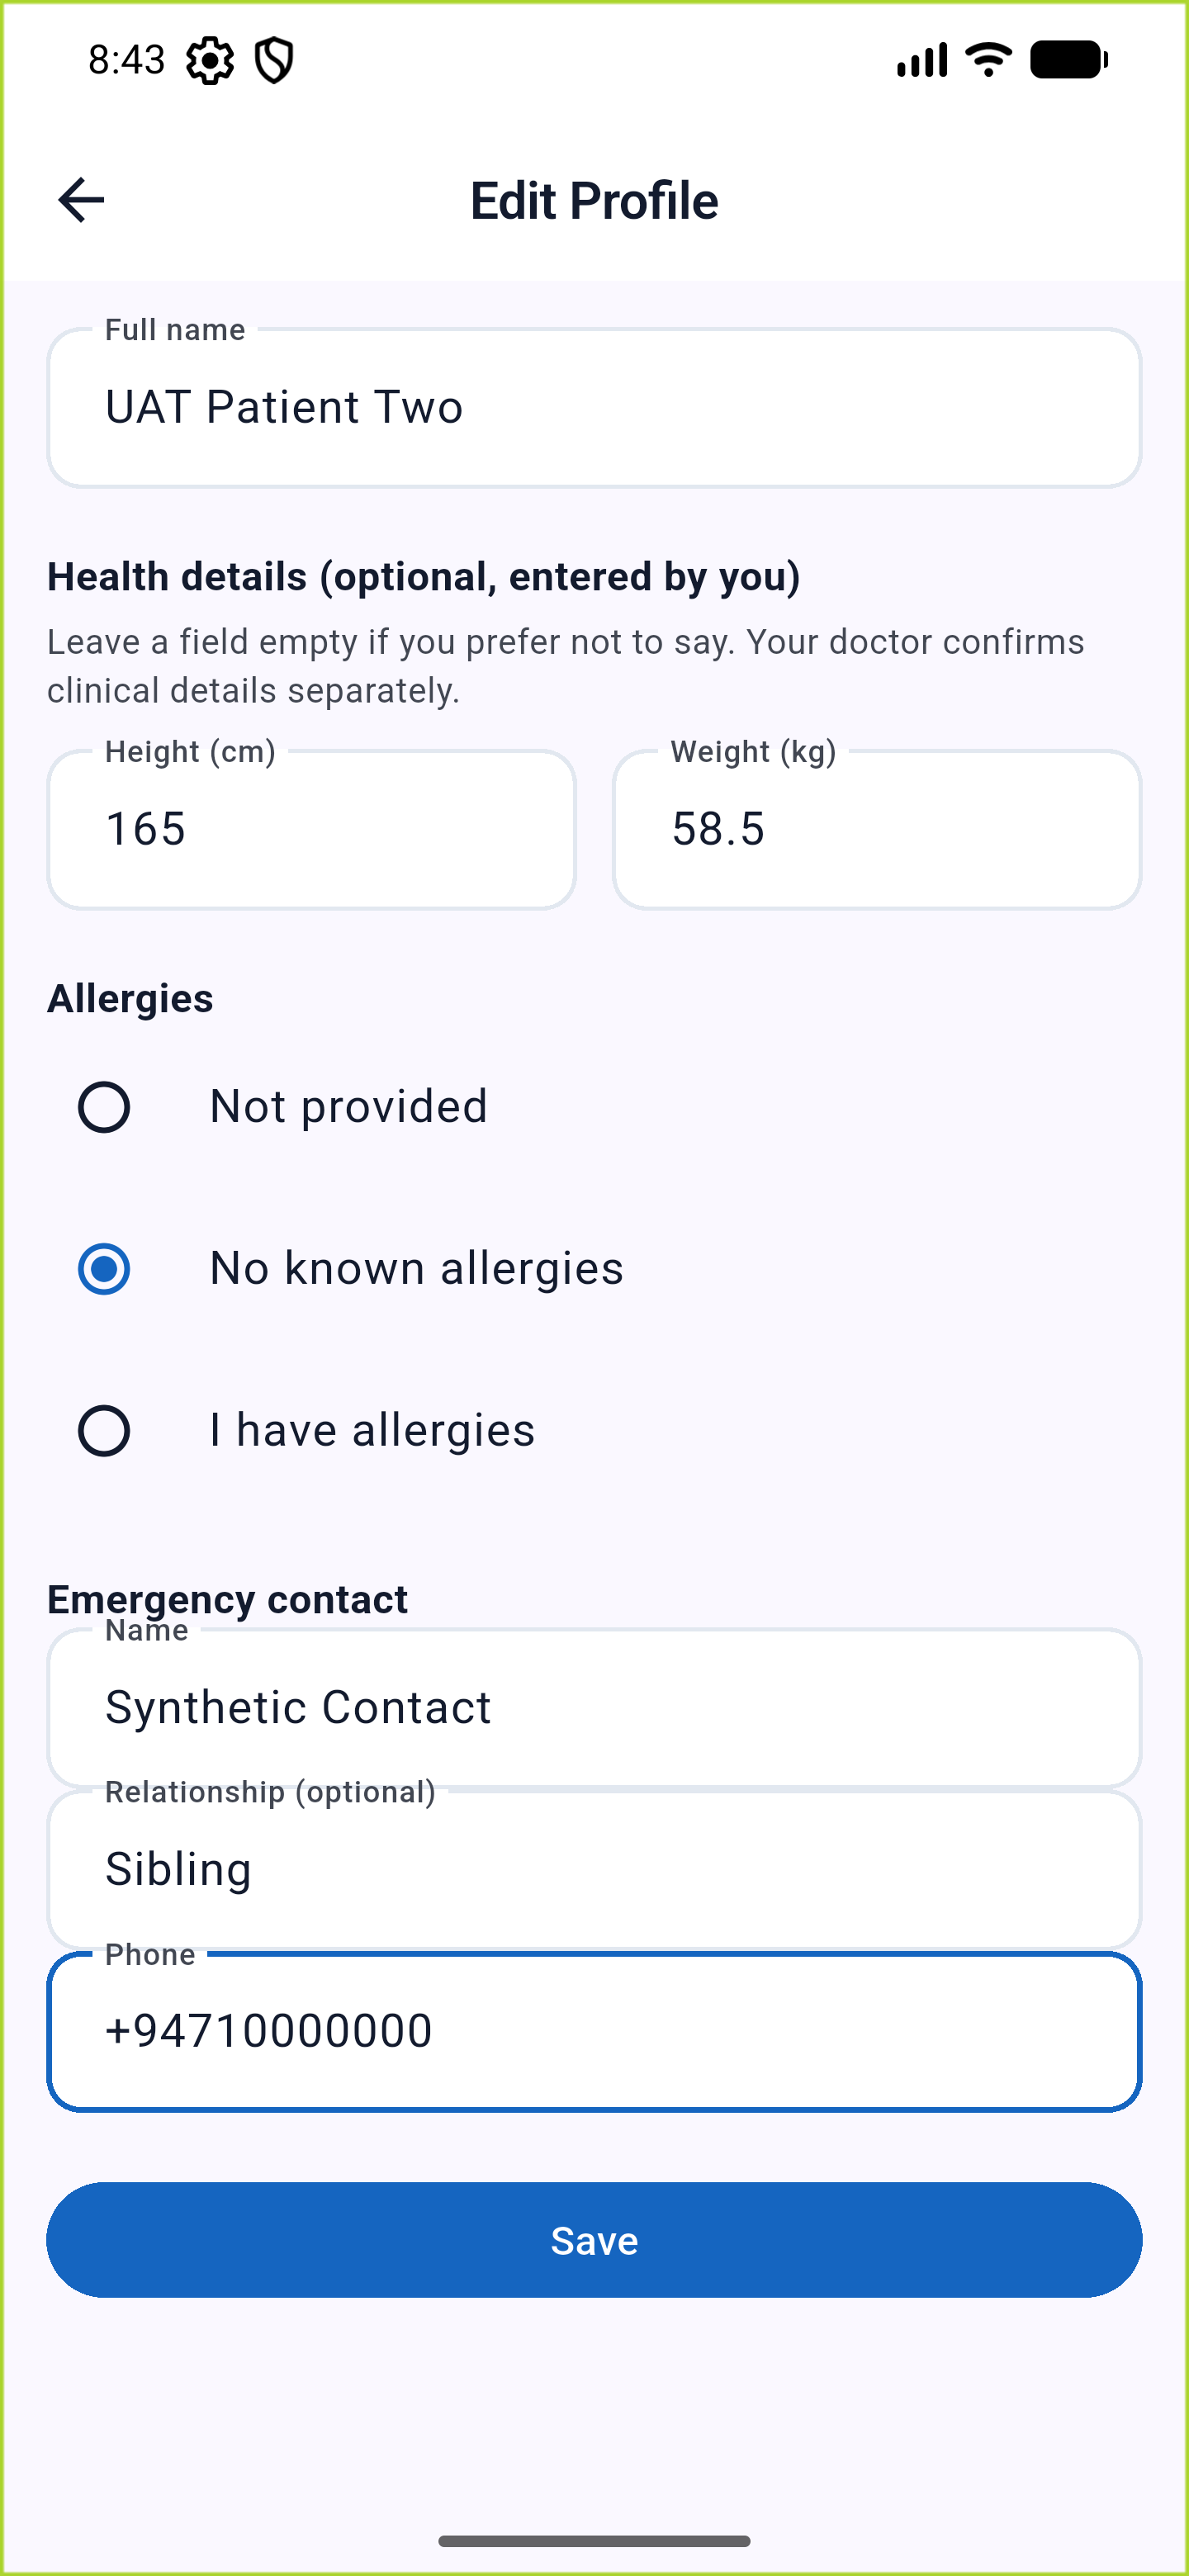 8:43
Edit Profile
Full name
UAT Patient Two
Health details (optional, entered by you)
Leave a field empty if you prefer not to say. Your doctor confirms
clinical details separately.
Height (cm)
165
Weight (kg)
58.5
Allergies
Not provided
No known allergies
I have allergies
Emergency contact
Name
Synthetic Contact
Relationship (optional)
Sibling
Phone
+94710000000
Save